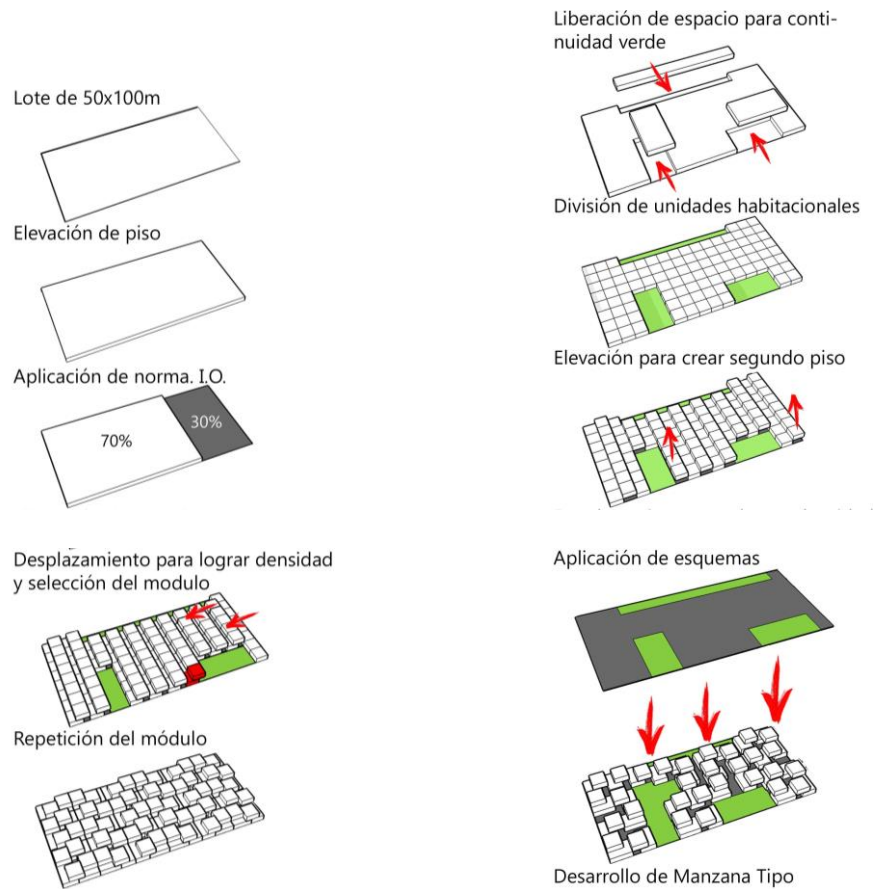 Lote de 50x100m
Elevación de piso
Aplicación de norma. I.O.
70%
30%
Liberación de espacio para conti-
nuidad verde
División de unidades habitacionales
Elevación para crear segundo piso
Desplazamiento para lograr densidad
y selección del modulo
Repetición del módulo
Aplicación de esquemas
Desarrollo de Manzana Tipo